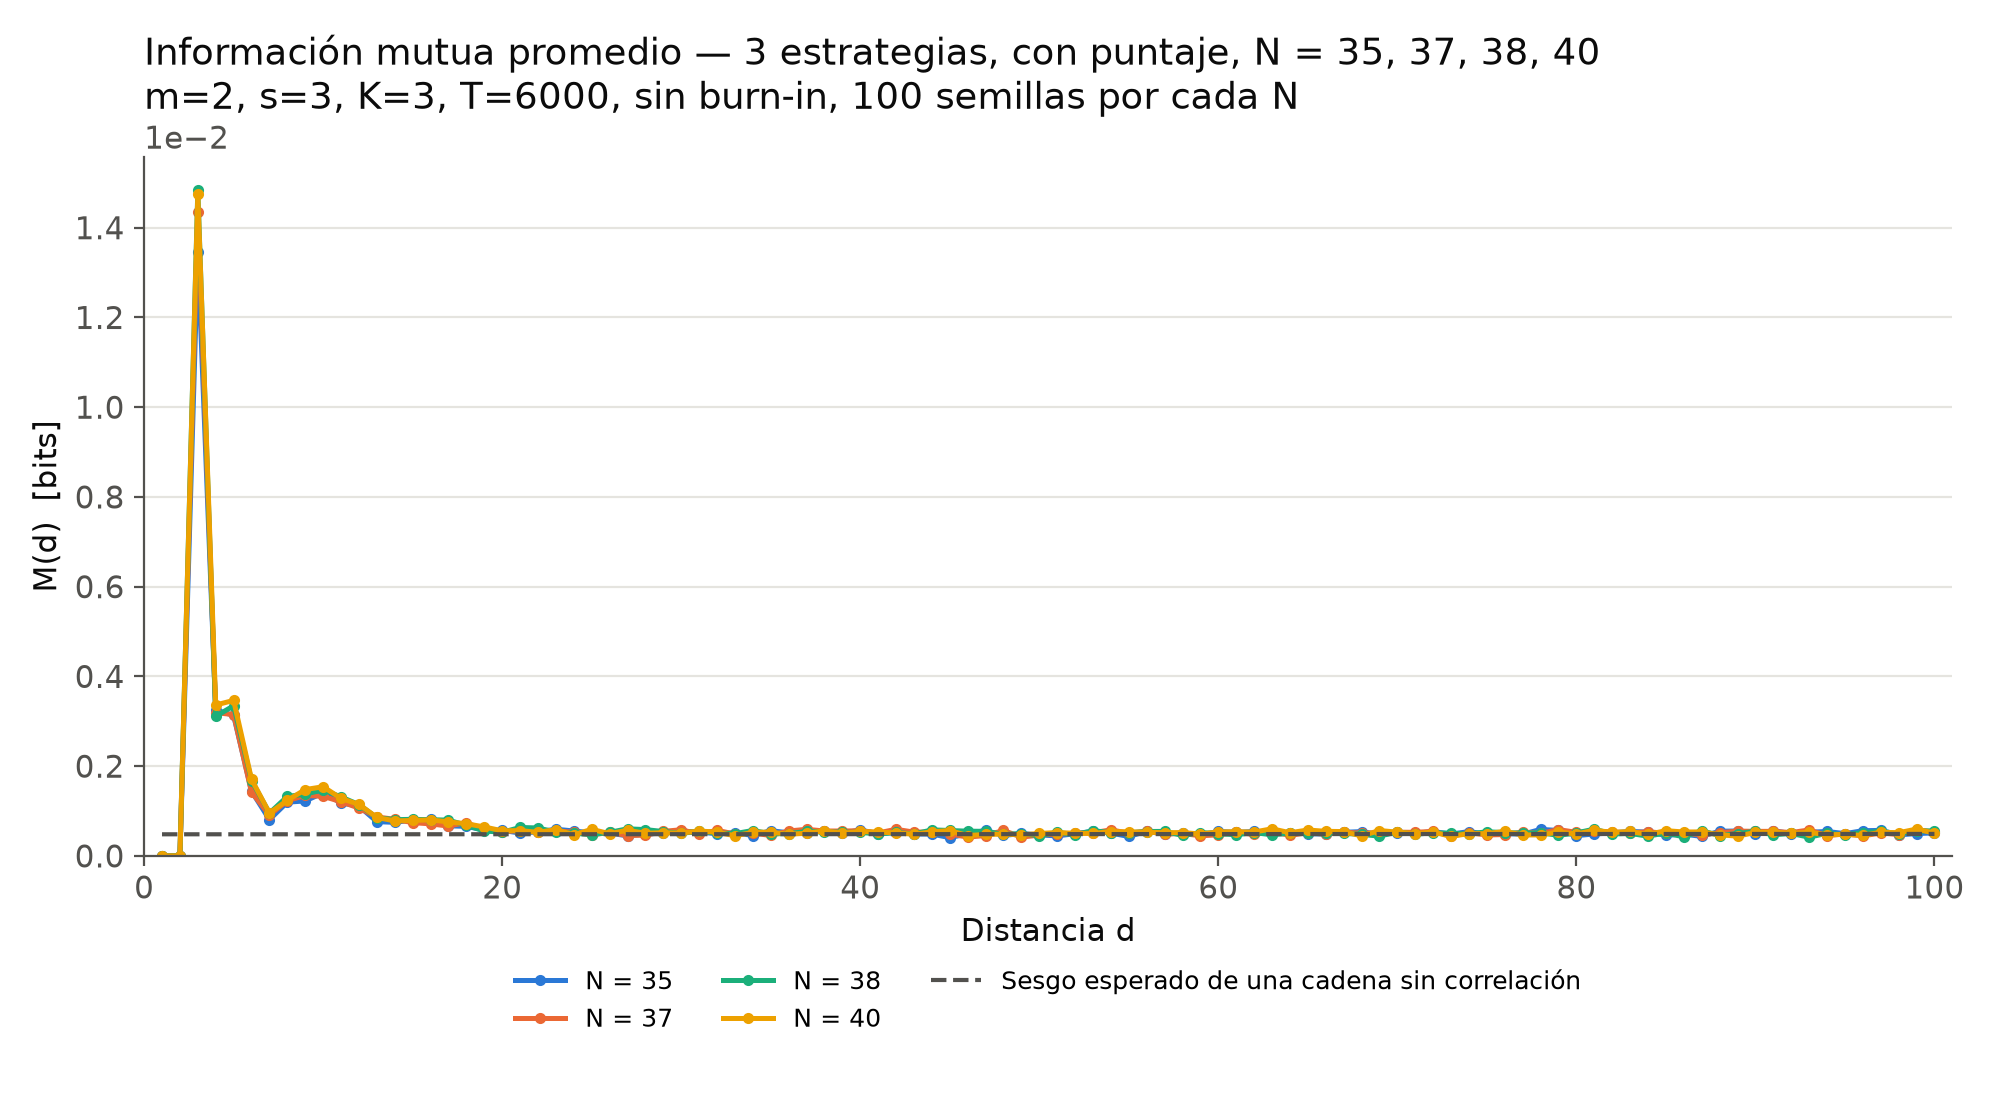 Información mutua promedio — 3 estrategias, con puntaje, N = 35, 37, 38, 40
m=2, s=3, K=3, T=6000, sin burn-in, 100 semillas por cada N
1e−2
1.4
1.2
1.0
0.8
0.6
0.4
0.2
0.0
M(d) [bits]
0 20 40 60 80 100
Distancia d
N = 35 N = 38 Sesgo esperado de una cadena sin correlación
N = 37 N = 40